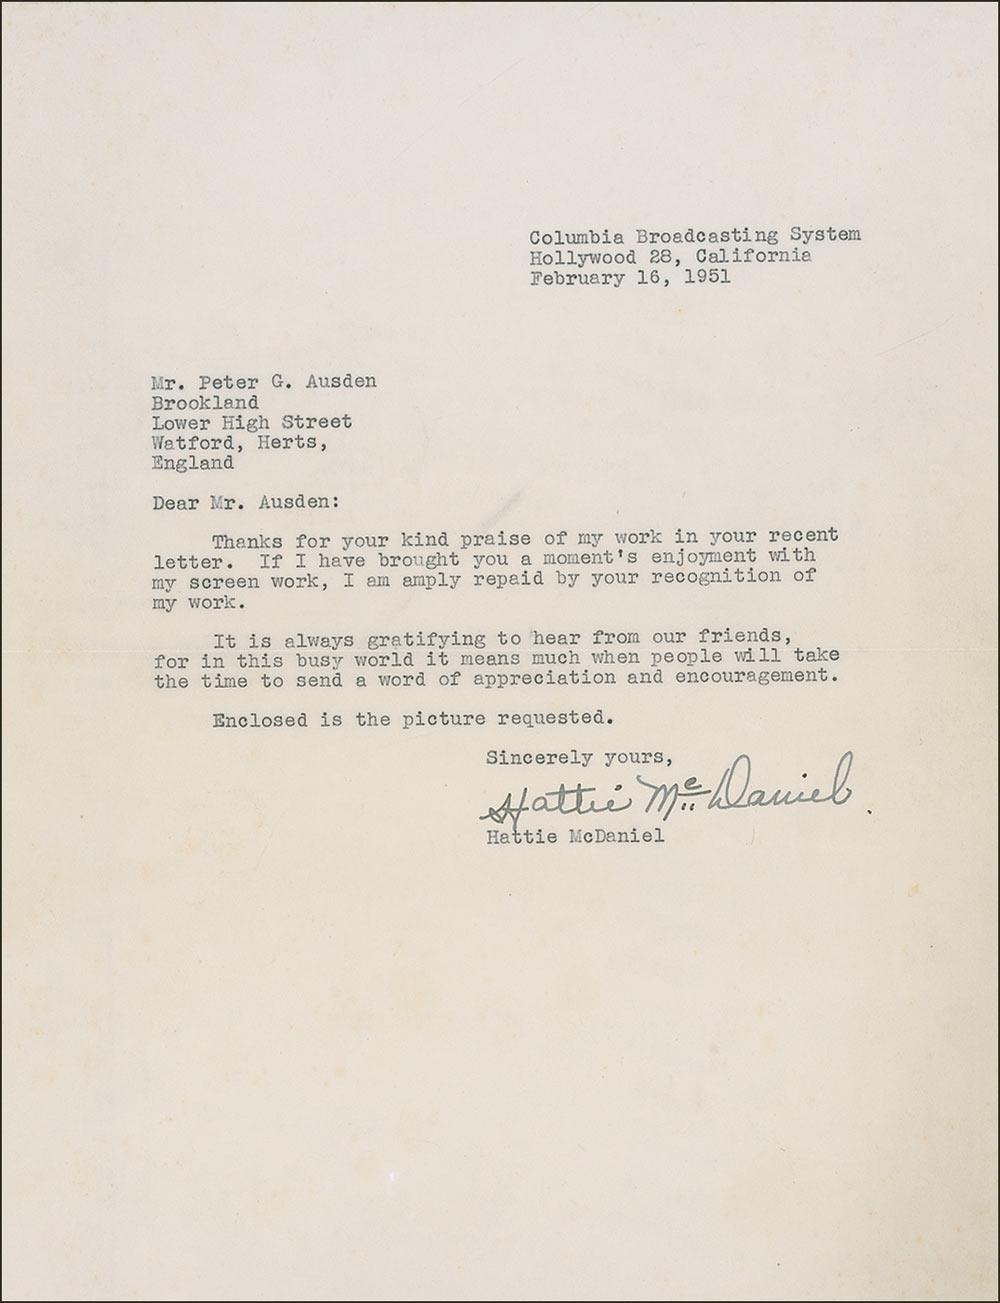 Columbia Broadcasting System
Hollywood 28, California
February 16, 1951
Mr. Peter G. Ausden
Brookland
Lower High Street
Watford, Herts,
England
Dear Mr. Ausden:
Thanks for your kind praise of my work in your recent
letter. If I have brought you a moment's enjoyment with
my screen work, I am amply repaid by your recognition of
my work.
It is always gratifying to hear from our friends,
for in this busy world it means much when people will take
the time to send a word of appreciation and encouragement.
Enclosed is the picture requested.
Sincerely yours,
Hattie McDaniel
Hattie McDaniel